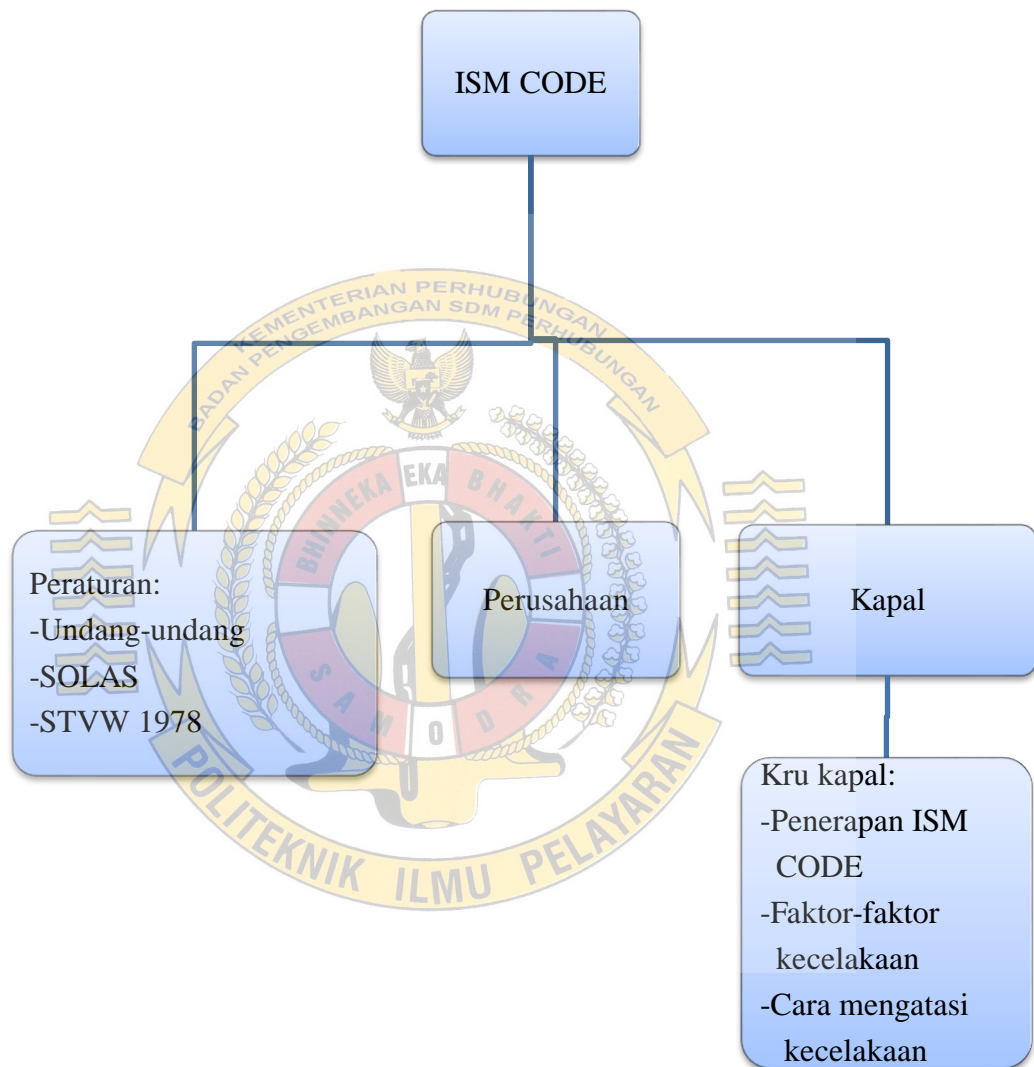 ISM CODE
KEMENTERIAN PERHUBUNGAN
BADAN PENGEMBANGAN SDM PERHUBUNGAN
BHINNEKA EKA BHAKTI
SAMODRA
POLITEKNIK ILMU PELAYARAN
Peraturan:
-Undang-undang
-SOLAS
-STVW 1978
Perusahaan
Kapal
Kru kapal:
-Penerapan ISM
CODE
-Faktor-faktor
kecelakaan
-Cara mengatasi
kecelakaan